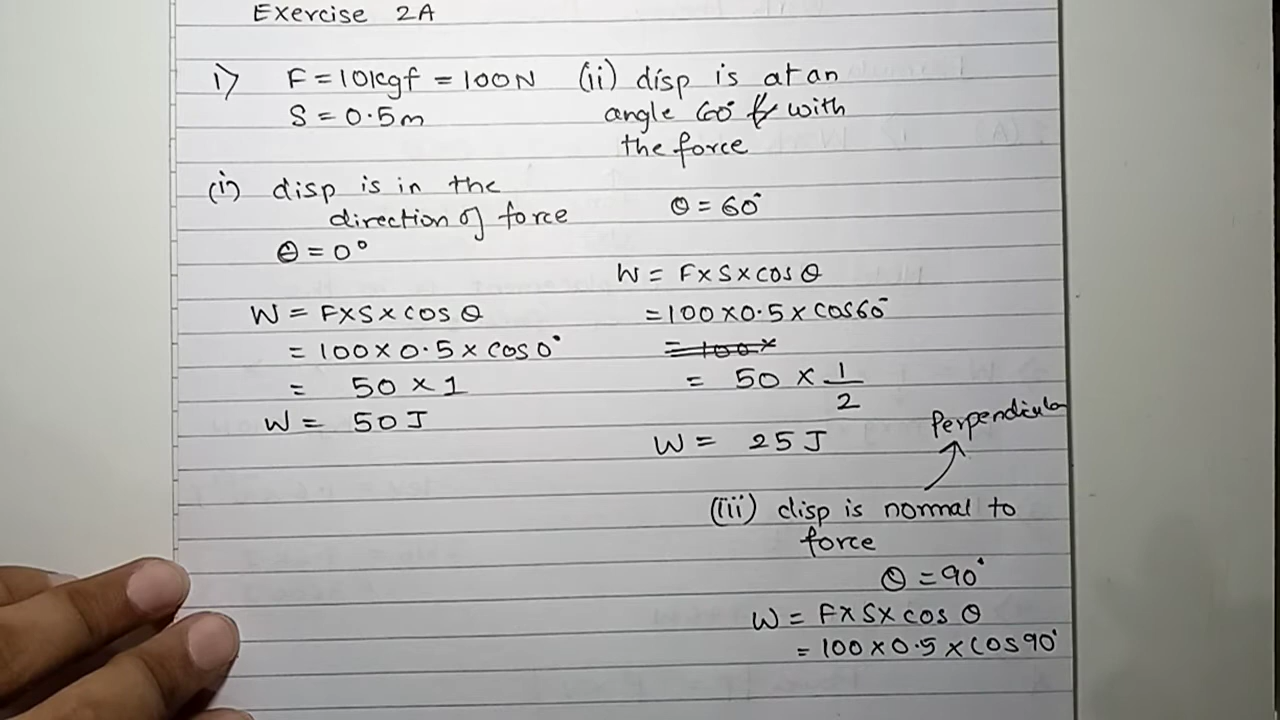 Exercise 2A
1) F = 10kgf = 100N
S = 0.5m
(i) disp is in the
direction of force
θ = 0°
W = F×S×cos θ
= 100 × 0.5 × cos 0°
= 50 × 1
W = 50J
(ii) disp is at an
angle 60° with
the force
θ = 60°
W = F×S×cos θ
= 100 × 0.5 × cos60°
= 100×
= 50 × 1/2
W = 25J
Perpendicular
(iii) disp is normal to
force
θ = 90°
W = F×S×cos θ
= 100 × 0.5 × cos 90°